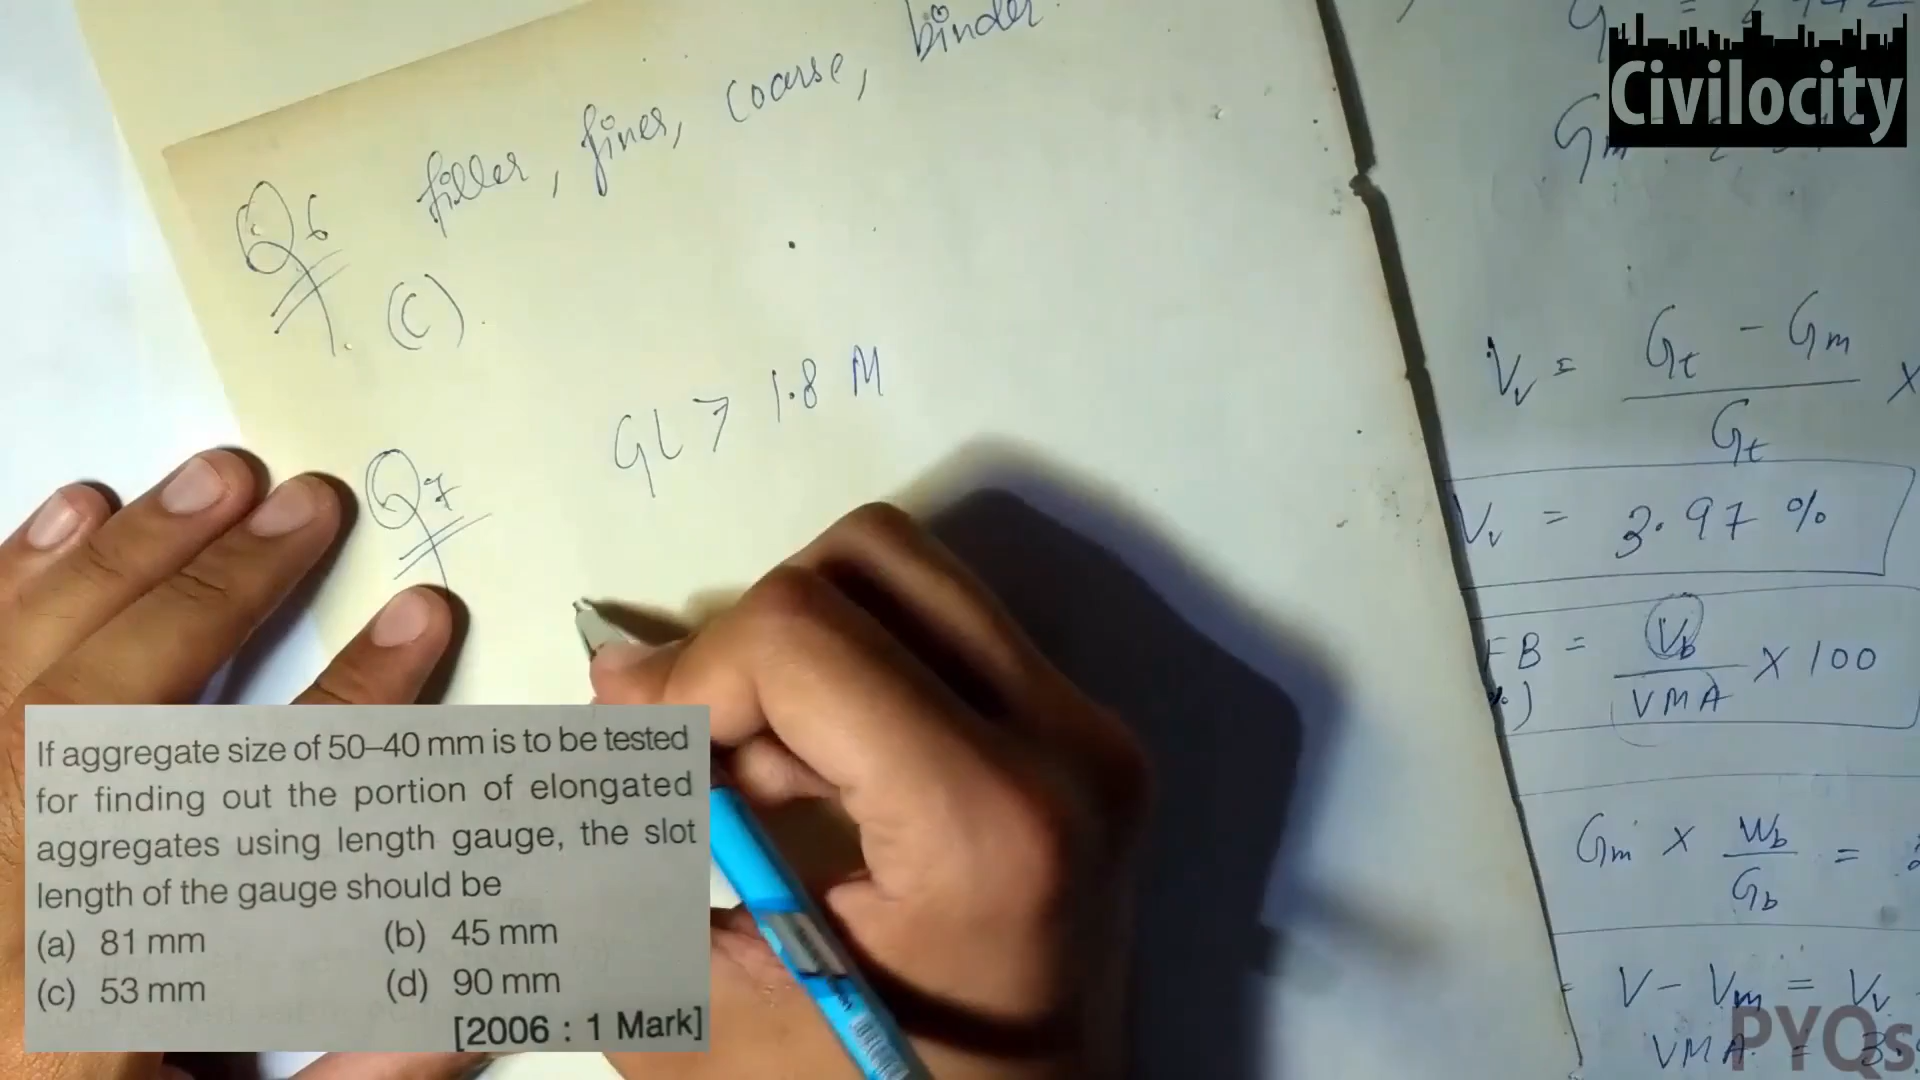 filler, fines, coarse, binder
Q6
(C).
GL > 1.8 M
Q7
If aggregate size of 50–40 mm is to be tested
for finding out the portion of elongated
aggregates using length gauge, the slot
length of the gauge should be
(a) 81 mm (b) 45 mm
(c) 53 mm (d) 90 mm
[2006 : 1 Mark]
Civilocity
Vv = Gt - Gm ×
Gt
Vv = 3.97 %
FB = Vb × 100
VMA
Gm × Wb =
Gb
V - Vm = Vv
VMA = 3.
PYQs